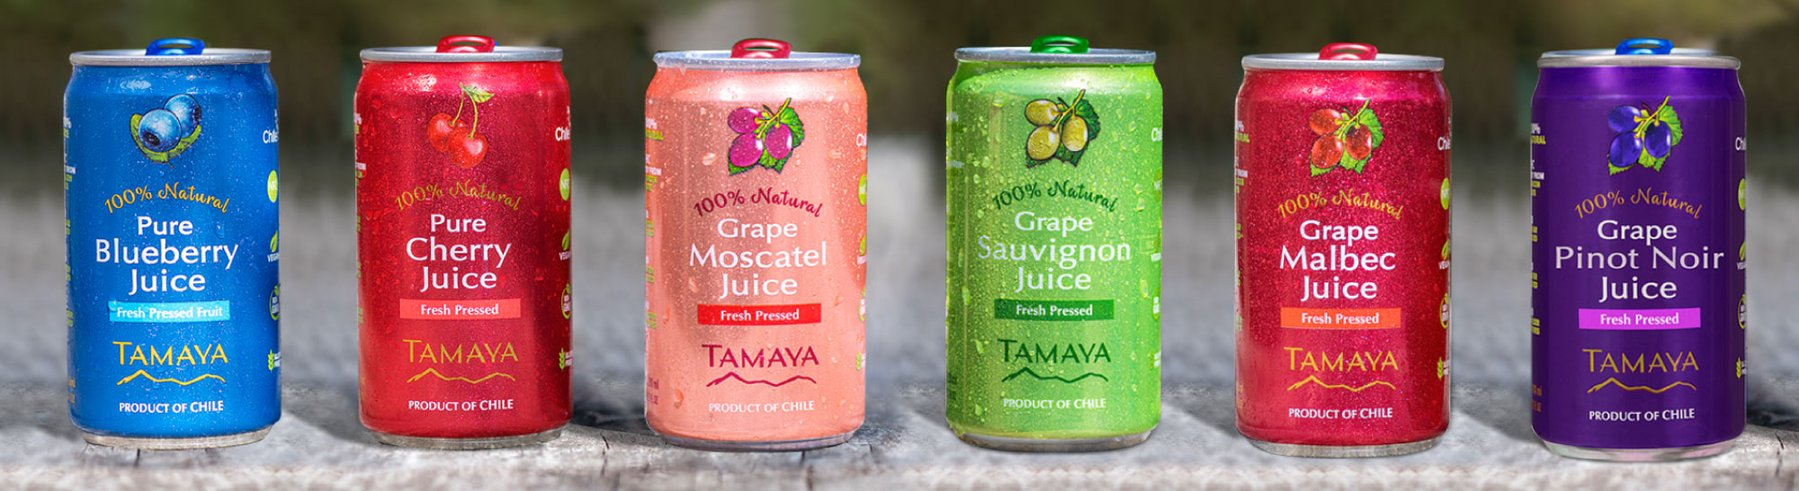 100% Natural
Pure
Blueberry
Juice
Fresh Pressed Fruit
TAMAYA
PRODUCT OF CHILE
100% Natural
Pure
Cherry
Juice
Fresh Pressed
TAMAYA
PRODUCT OF CHILE
100% Natural
Grape
Moscatel
Juice
Fresh Pressed
TAMAYA
PRODUCT OF CHILE
100% Natural
Grape
Sauvignon
Juice
Fresh Pressed
TAMAYA
PRODUCT OF CHILE
100% Natural
Grape
Malbec
Juice
Fresh Pressed
TAMAYA
PRODUCT OF CHILE
100% Natural
Grape
Pinot Noir
Juice
Fresh Pressed
TAMAYA
PRODUCT OF CHILE